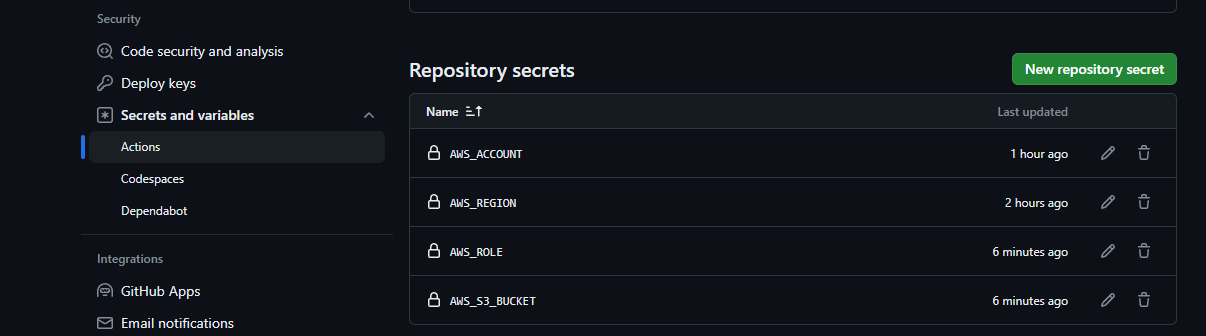 Security
Code security and analysis
Deploy keys
Secrets and variables
Actions
Codespaces
Dependabot
Integrations
GitHub Apps
Email notifications
Repository secrets
New repository secret
Name
Last updated
AWS_ACCOUNT
1 hour ago
AWS_REGION
2 hours ago
AWS_ROLE
6 minutes ago
AWS_S3_BUCKET
6 minutes ago